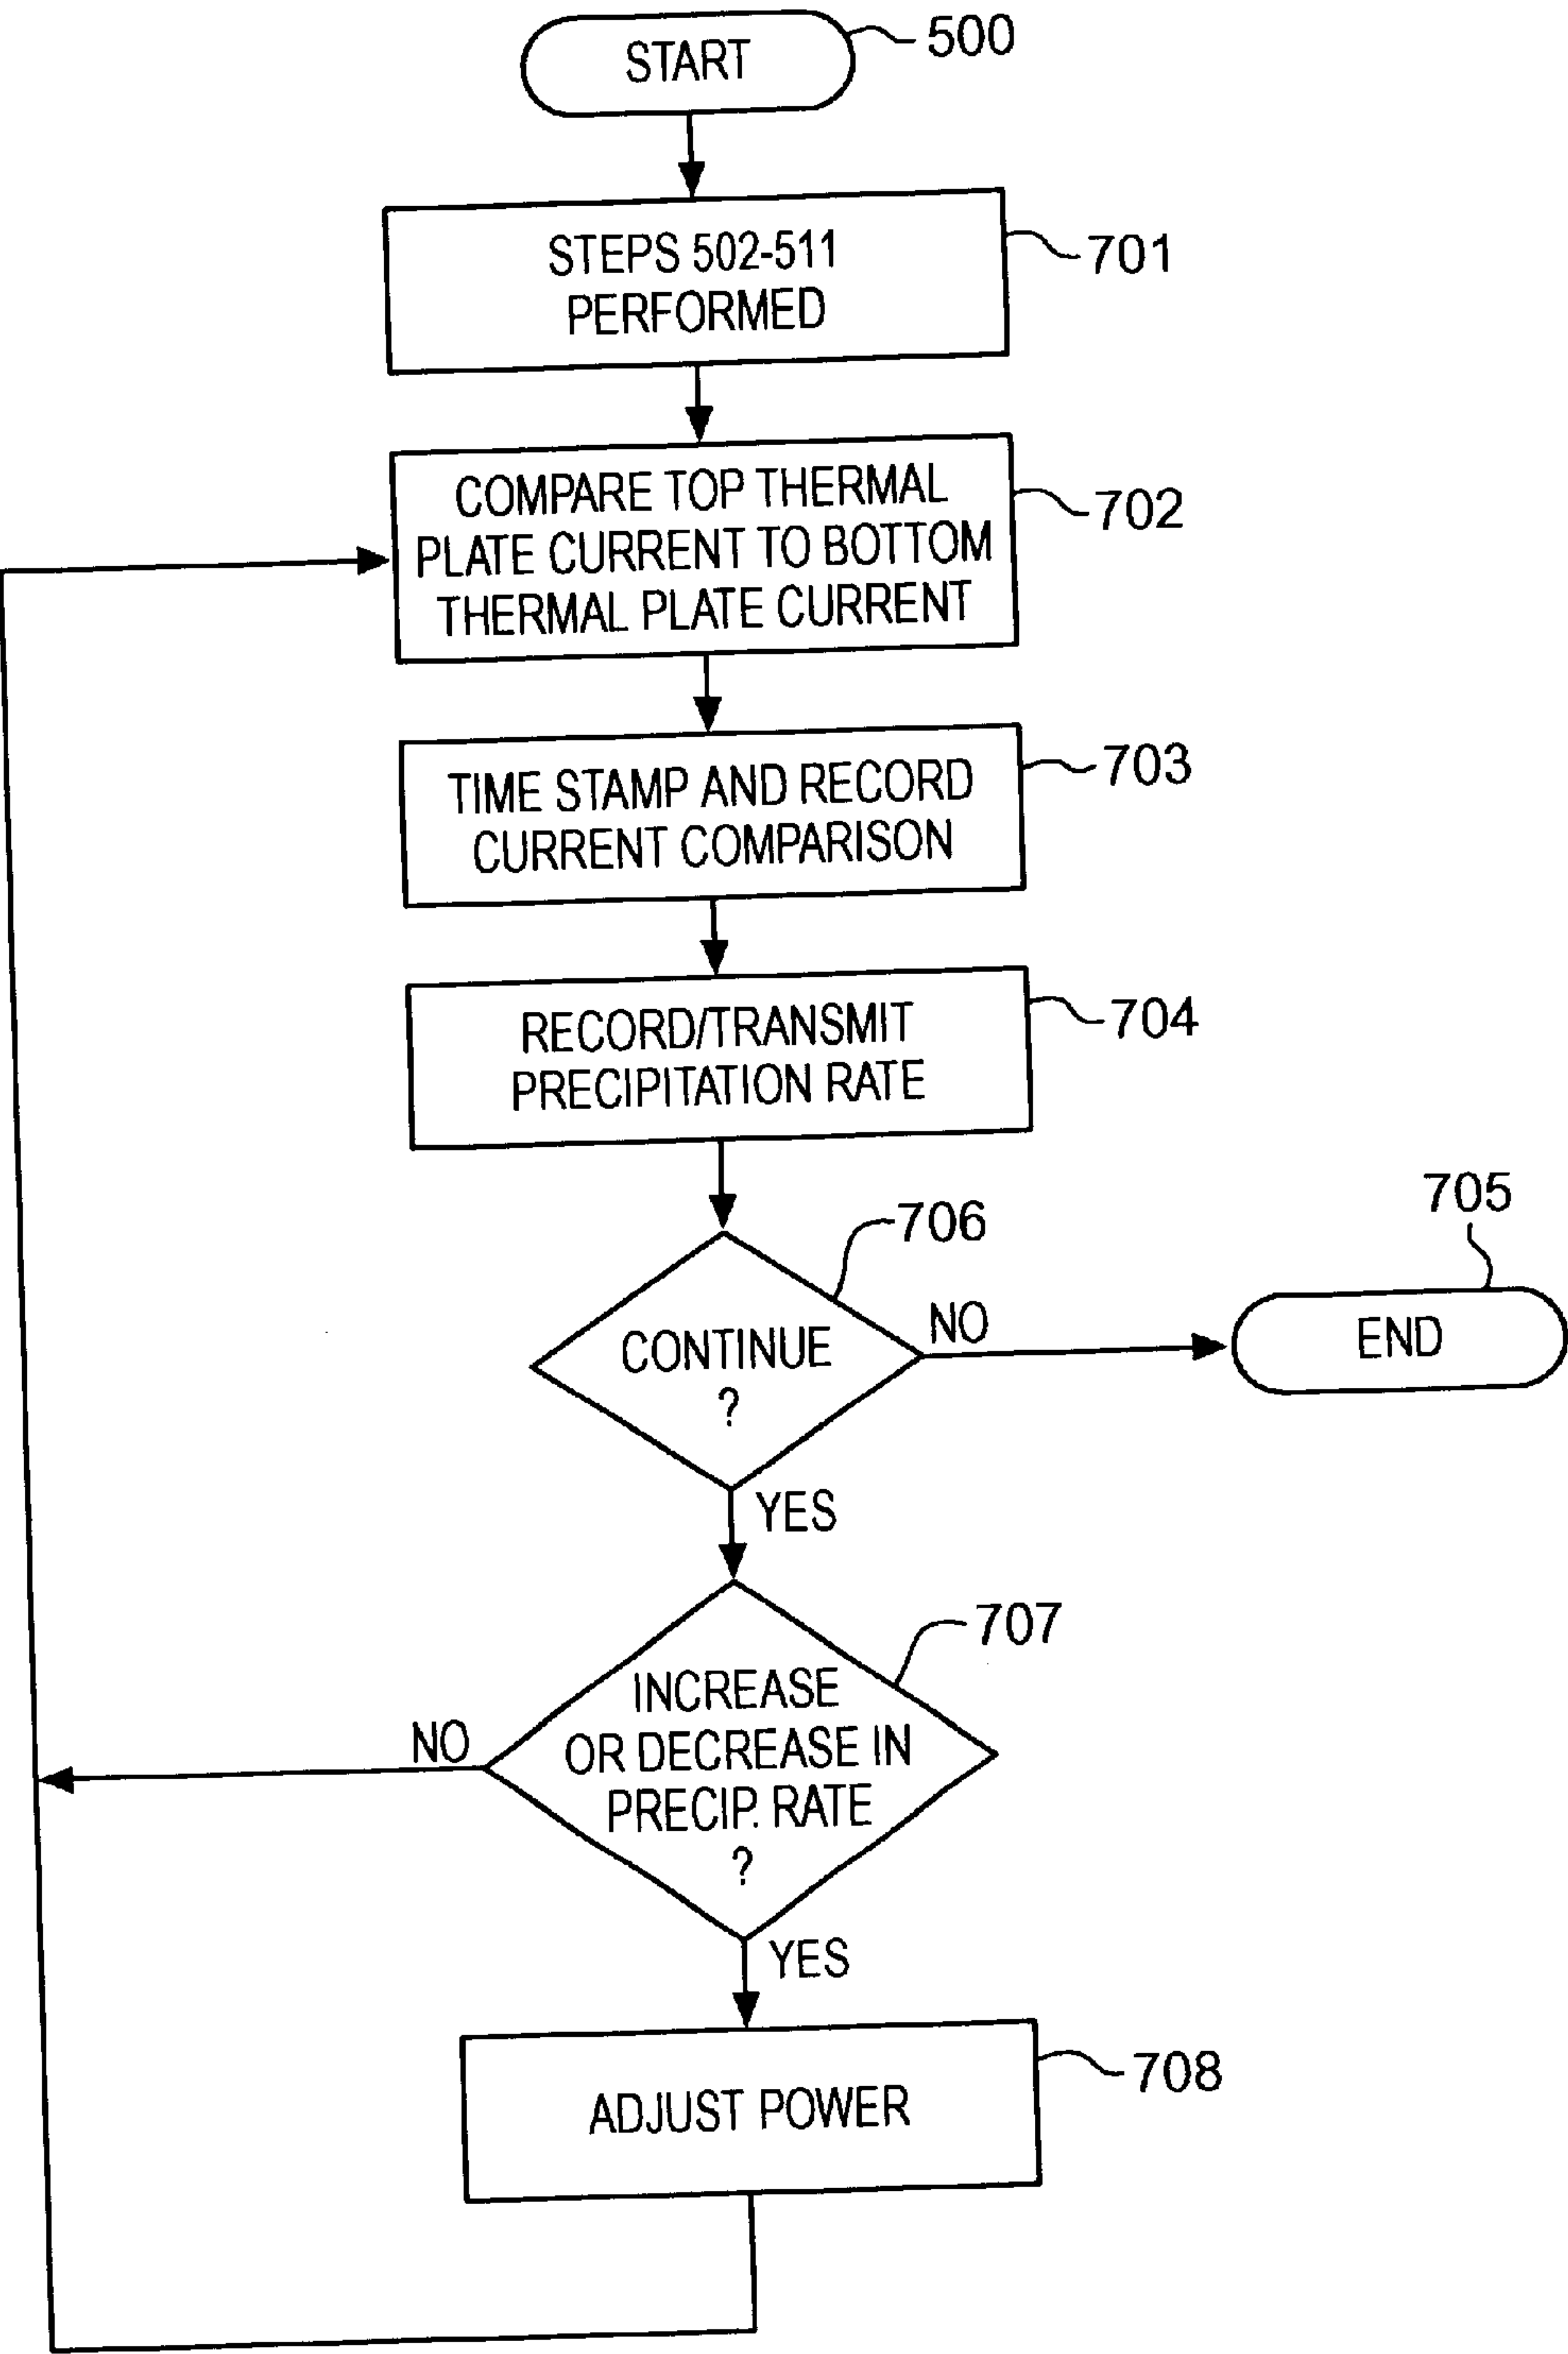 START
500
STEPS 502-511
PERFORMED
701
COMPARE TOP THERMAL
PLATE CURRENT TO BOTTOM
THERMAL PLATE CURRENT
702
TIME STAMP AND RECORD
CURRENT COMPARISON
703
RECORD/TRANSMIT
PRECIPITATION RATE
704
706
705
CONTINUE
?
NO
END
YES
707
INCREASE
OR DECREASE IN
PRECIP. RATE
?
NO
YES
ADJUST POWER
708